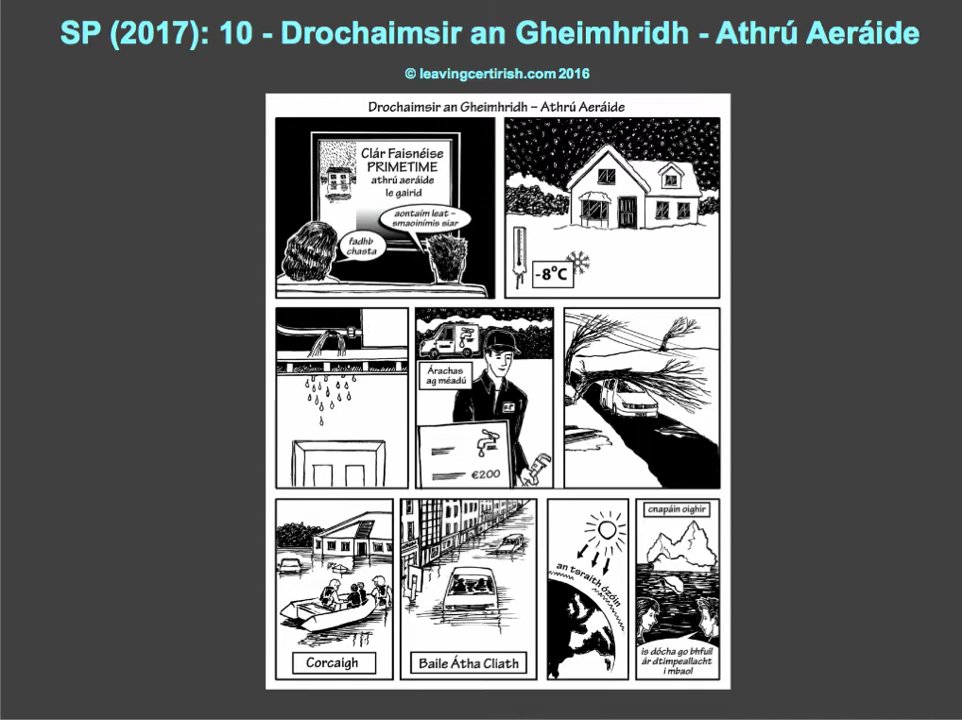 SP (2017): 10 - Drochaimsir an Gheimhridh - Athrú Aeráide
© leavingcertirish.com 2016
Drochaimsir an Gheimhridh – Athrú Aeráide
Clár Faisnéise
PRIMETIME
athrú aeráide
le gairid
aontaím leat –
smaoinímis siar
fadhb
chasta
-8°C
Árachas
ag méadú
€200
Corcaigh
Baile Átha Cliath
an tsraith ózóin
cnapáin oighir
is dócha go bhfuil
ár dtimpeallacht
i mbaol